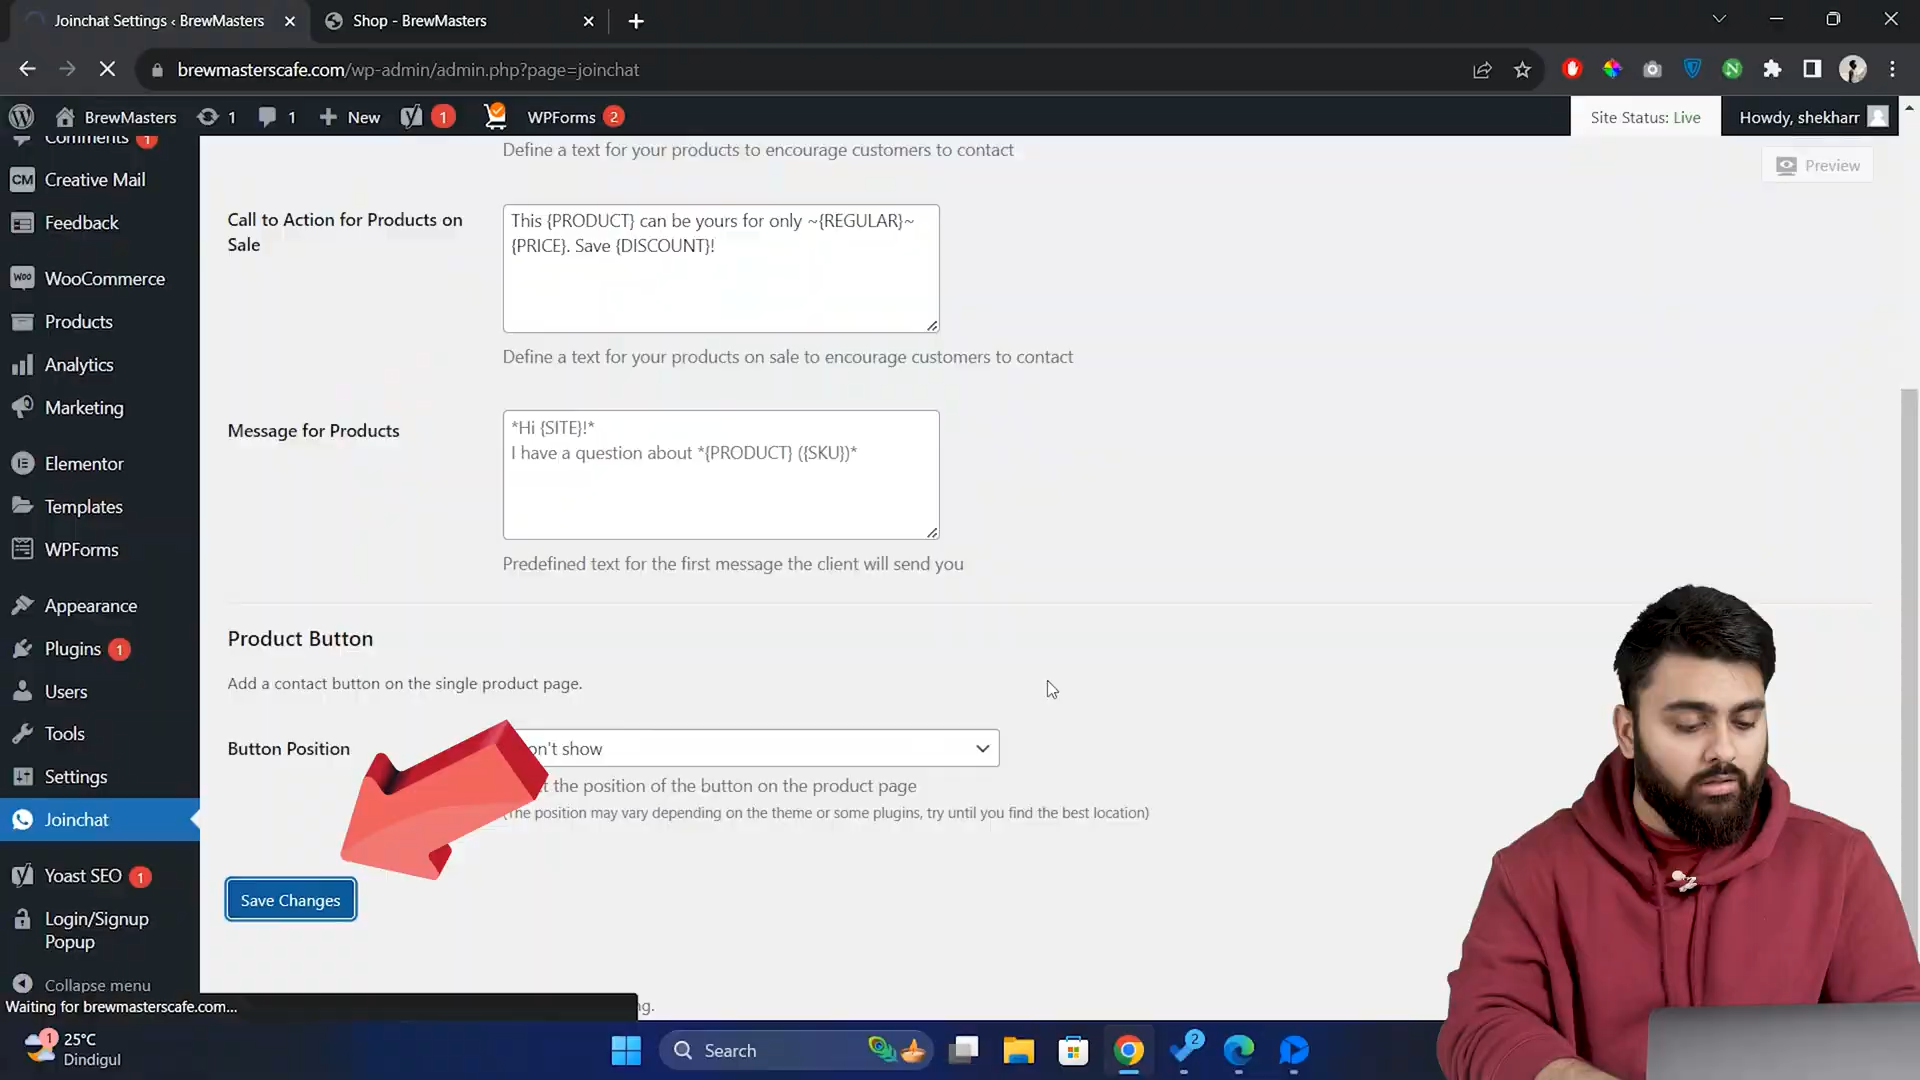 Joinchat Settings ‹ BrewMasters
Shop - BrewMasters
brewmasterscafe.com/wp-admin/admin.php?page=joinchat
BrewMasters
1
1
New
1
WPForms 2
Site Status: Live
Howdy, shekharr
Comments 1
CM Creative Mail
Feedback
Woo WooCommerce
Products
Analytics
Marketing
Elementor
Templates
WPForms
Appearance
Plugins 1
Users
Tools
Settings
Joinchat
Yoast SEO 1
Login/Signup
Popup
Collapse menu
Define a text for your products to encourage customers to contact
Preview
Call to Action for Products on
Sale
This {PRODUCT} can be yours for only ~{REGULAR}~
{PRICE}. Save {DISCOUNT}!
Define a text for your products on sale to encourage customers to contact
Message for Products
*Hi {SITE}!*
I have a question about *{PRODUCT} ({SKU})*
Predefined text for the first message the client will send you
Product Button
Add a contact button on the single product page.
Button Position
on't show
the position of the button on the product page
(The position may vary depending on the theme or some plugins, try until you find the best location)
Save Changes
Waiting for brewmasterscafe.com...
1
25°C
Dindigul
Search
2